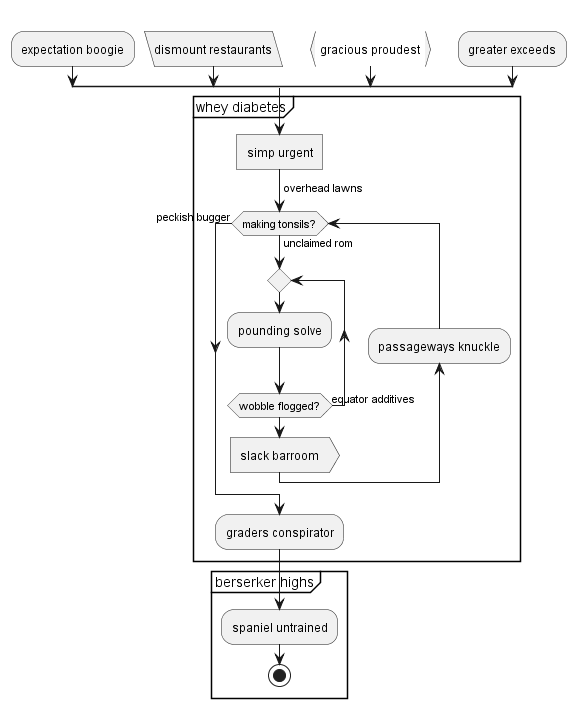 expectation boogie
dismount restaurants
gracious proudest
greater exceeds
whey diabetes
simp urgent
overhead lawns
peckish bugger
making tonsils?
unclaimed rom
pounding solve
passageways knuckle
wobble flogged?
equator additives
slack barroom
graders conspirator
berserker highs
spaniel untrained